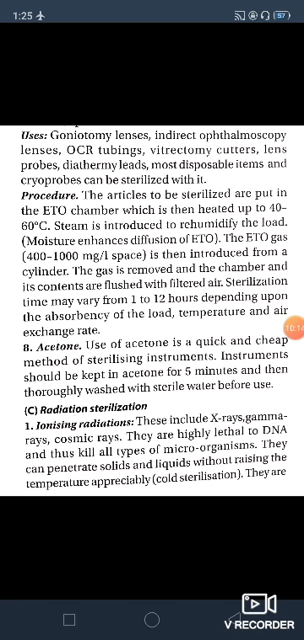 1:25
57
Uses: Goniotomy lenses, indirect ophthalmoscopy
lenses, OCR tubings, vitrectomy cutters, lens
probes, diathermy leads, most disposable items and
cryoprobes can be sterilized with it.
Procedure. The articles to be sterilized are put in
the ETO chamber which is then heated up to 40–
60°C. Steam is introduced to rehumidify the load.
(Moisture enhances diffusion of ETO). The ETO gas
(400–1000 mg/l space) is then introduced from a
cylinder. The gas is removed and the chamber and
its contents are flushed with filtered air. Sterilization
time may vary from 1 to 12 hours depending upon
the absorbency of the load, temperature and air
exchange rate.
10:14
8. Acetone. Use of acetone is a quick and cheap
method of sterilising instruments. Instruments
should be kept in acetone for 5 minutes and then
thoroughly washed with sterile water before use.
(C) Radiation sterilization
1. Ionising radiations: These include X-rays,gamma-
rays, cosmic rays. They are highly lethal to DNA
and thus kill all types of micro-organisms. They
can penetrate solids and liquids without raising the
temperature appreciably (cold sterilisation). They are
V RECORDER